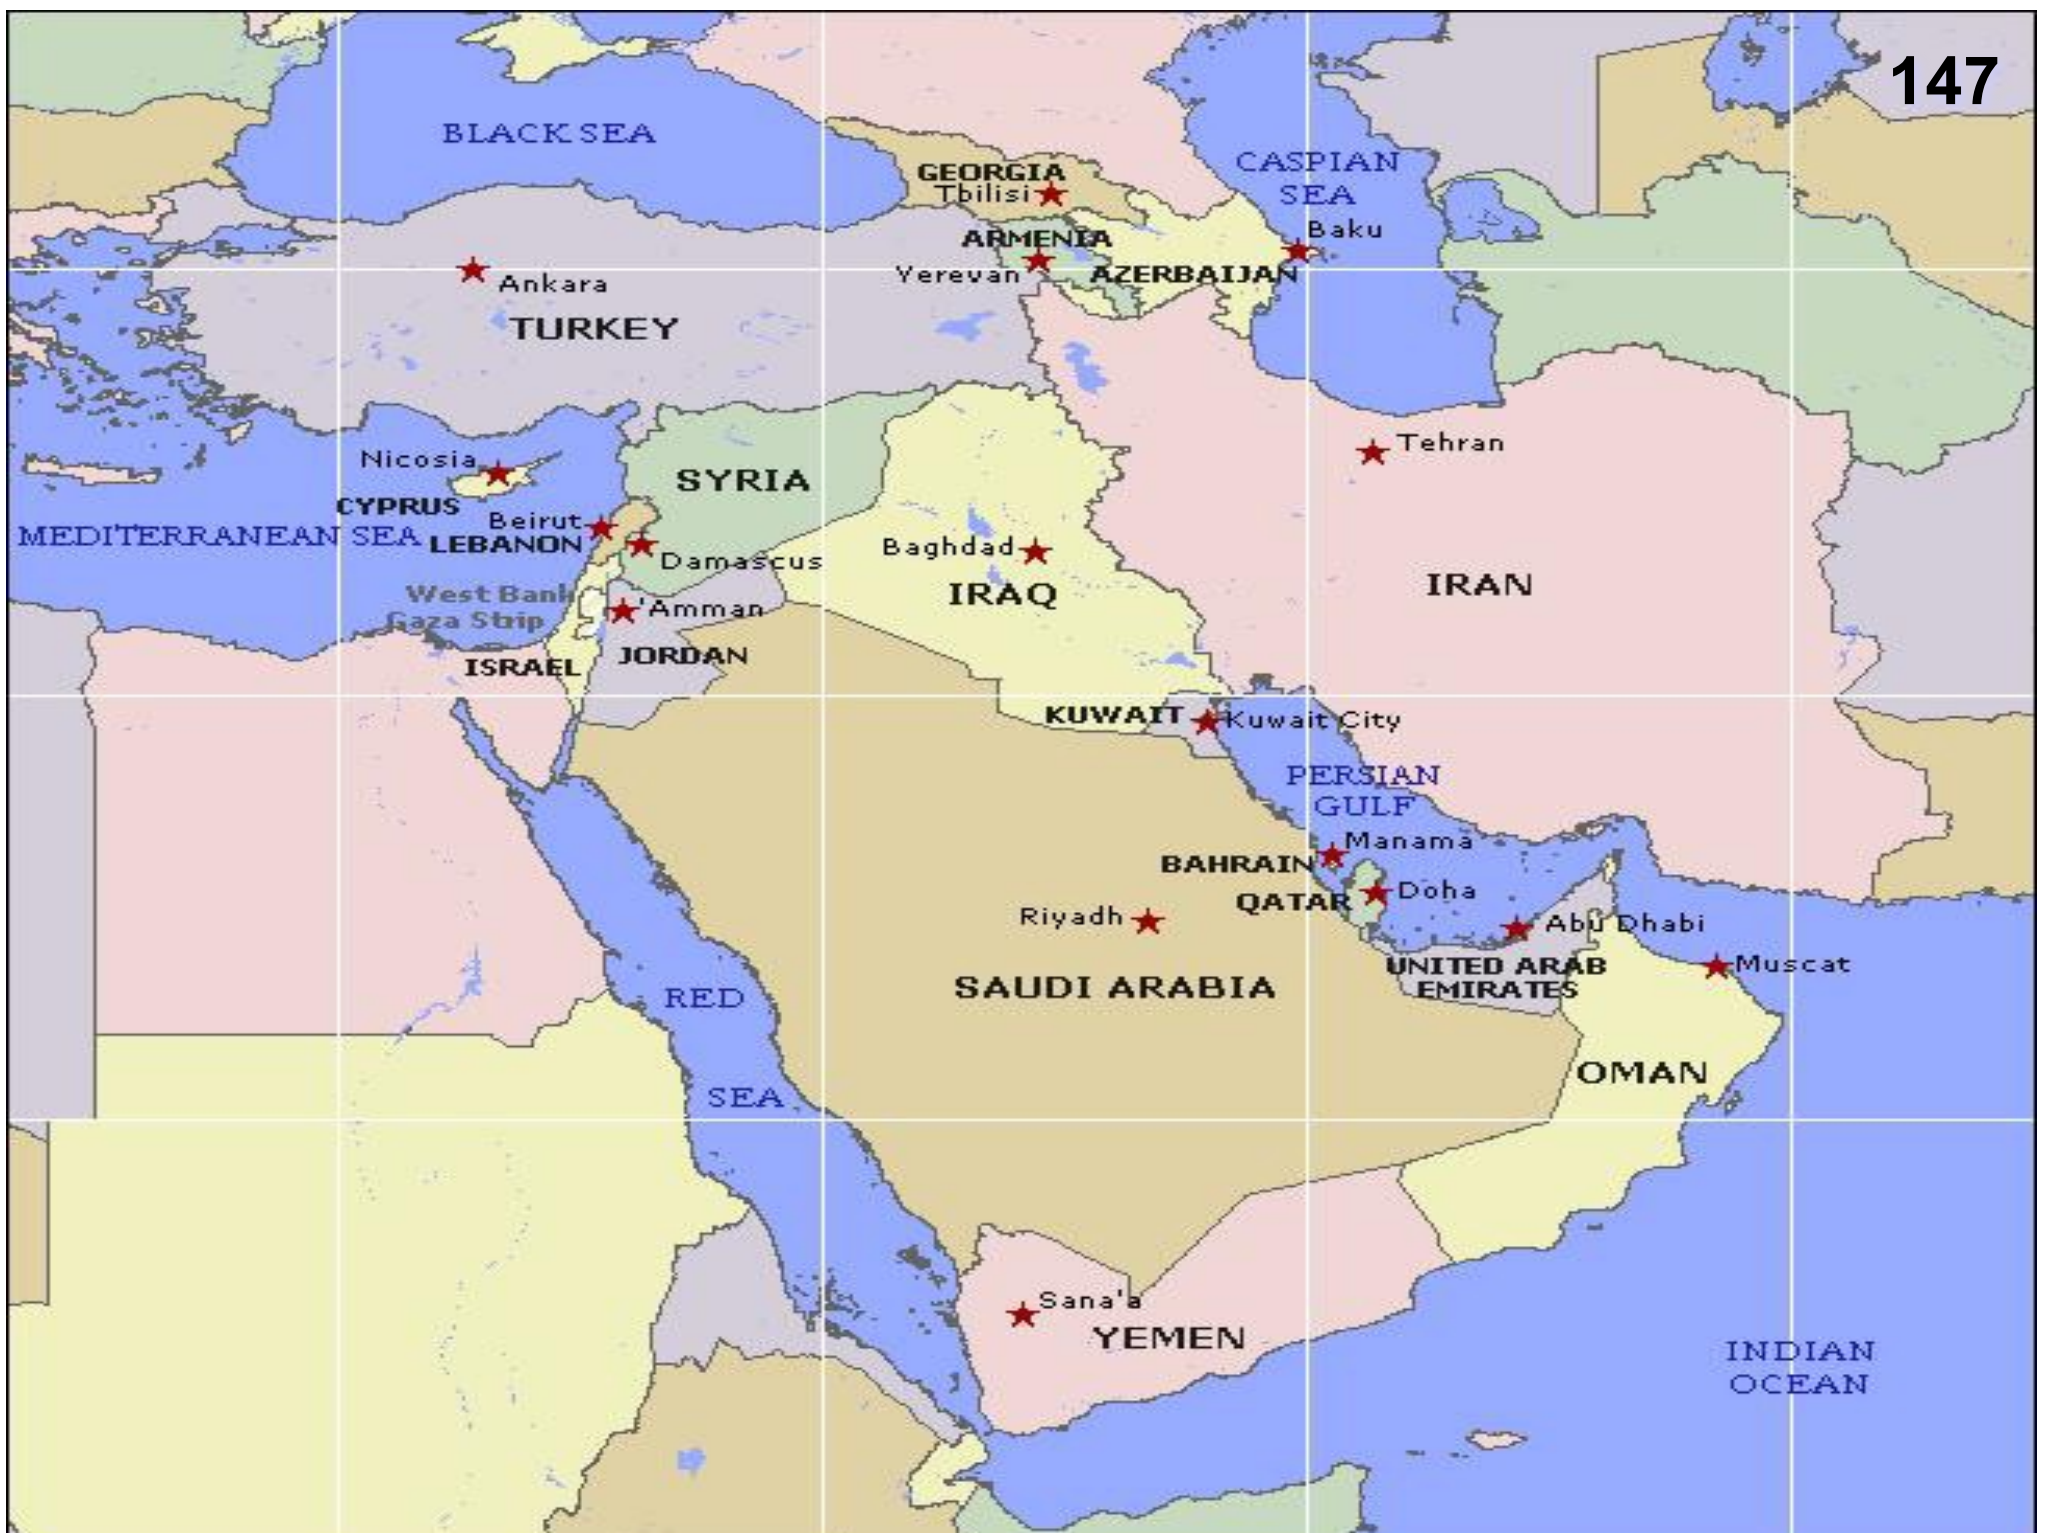 147
BLACK SEA
CASPIAN
SEA
GEORGIA
Tbilisi
Baku
ARMENIA
Yerevan
AZERBAIJAN
Ankara
TURKEY
Tehran
Nicosia
CYPRUS
SYRIA
MEDITERRANEAN SEA
Beirut
LEBANON
Damascus
Baghdad
IRAQ
IRAN
West Bank
Gaza Strip
'Amman
ISRAEL
JORDAN
KUWAIT
Kuwait City
PERSIAN
GULF
Manama
BAHRAIN
QATAR
Doha
Riyadh
Abu Dhabi
SAUDI ARABIA
UNITED ARAB
EMIRATES
Muscat
RED
SEA
OMAN
Sana'a
YEMEN
INDIAN
OCEAN